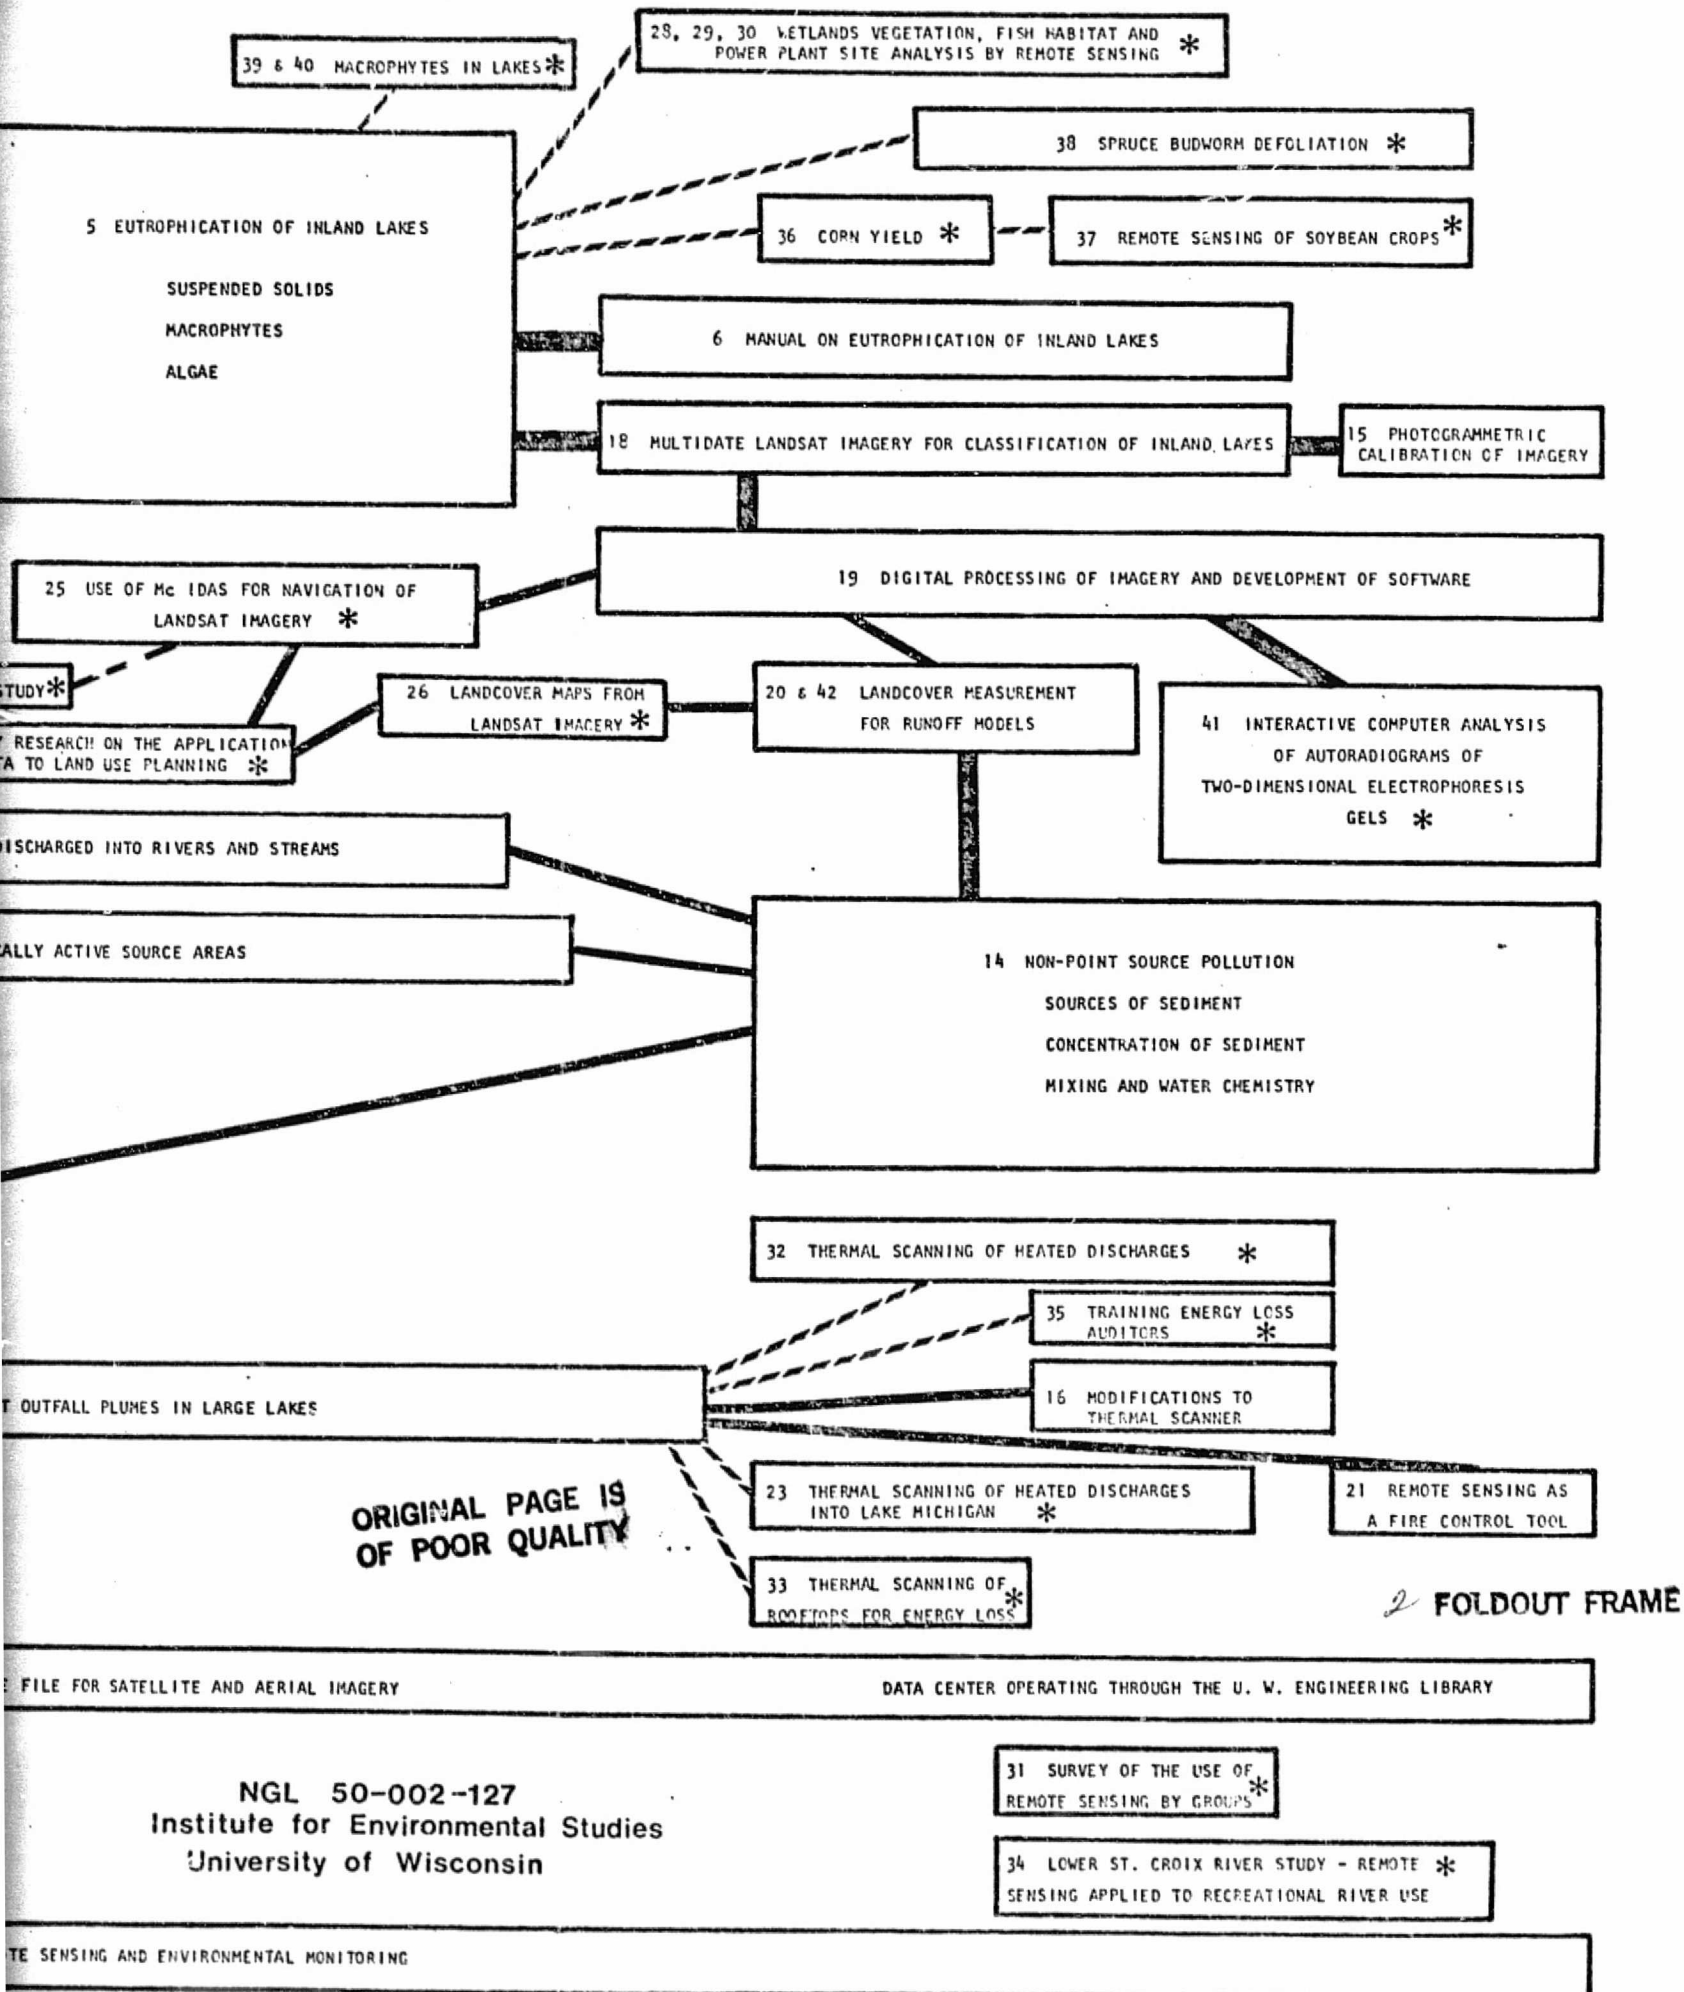 28, 29, 30 WETLANDS VEGETATION, FISH HABITAT AND
POWER PLANT SITE ANALYSIS BY REMOTE SENSING *
39 & 40 MACROPHYTES IN LAKES *
38 SPRUCE BUDWORM DEFOLIATION *
5 EUTROPHICATION OF INLAND LAKES
SUSPENDED SOLIDS
MACROPHYTES
ALGAE
36 CORN YIELD *
37 REMOTE SENSING OF SOYBEAN CROPS *
6 MANUAL ON EUTROPHICATION OF INLAND LAKES
18 MULTIDATE LANDSAT IMAGERY FOR CLASSIFICATION OF INLAND LAKES
15 PHOTOGRAMMETRIC
CALIBRATION OF IMAGERY
19 DIGITAL PROCESSING OF IMAGERY AND DEVELOPMENT OF SOFTWARE
25 USE OF Mc IDAS FOR NAVIGATION OF
LANDSAT IMAGERY *
TUDY *
26 LANDCOVER MAPS FROM
LANDSAT IMAGERY *
20 & 42 LANDCOVER MEASUREMENT
FOR RUNOFF MODELS
41 INTERACTIVE COMPUTER ANALYSIS
OF AUTORADIOGRAMS OF
TWO-DIMENSIONAL ELECTROPHORESIS
GELS *
RESEARCH ON THE APPLICATION
TA TO LAND USE PLANNING *
ISCHARGED INTO RIVERS AND STREAMS
CALLY ACTIVE SOURCE AREAS
14 NON-POINT SOURCE POLLUTION
SOURCES OF SEDIMENT
CONCENTRATION OF SEDIMENT
MIXING AND WATER CHEMISTRY
32 THERMAL SCANNING OF HEATED DISCHARGES *
35 TRAINING ENERGY LOSS
AUDITORS *
T OUTFALL PLUMES IN LARGE LAKES
16 MODIFICATIONS TO
THERMAL SCANNER
23 THERMAL SCANNING OF HEATED DISCHARGES
INTO LAKE MICHIGAN *
21 REMOTE SENSING AS
A FIRE CONTROL TOOL
ORIGINAL PAGE IS
OF POOR QUALITY
33 THERMAL SCANNING OF
ROOFTOPS FOR ENERGY LOSS *
2 FOLDOUT FRAME
E FILE FOR SATELLITE AND AERIAL IMAGERY
DATA CENTER OPERATING THROUGH THE U. W. ENGINEERING LIBRARY
NGL 50-002-127
Institute for Environmental Studies
University of Wisconsin
31 SURVEY OF THE USE OF
REMOTE SENSING BY GROUPS *
34 LOWER ST. CROIX RIVER STUDY - REMOTE *
SENSING APPLIED TO RECREATIONAL RIVER USE
TE SENSING AND ENVIRONMENTAL MONITORING